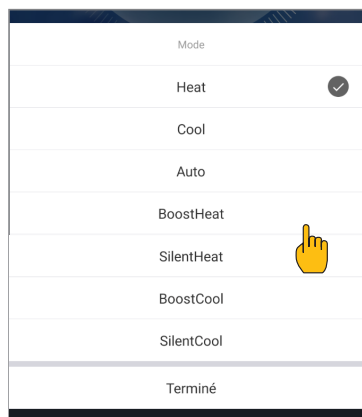 Mode
Heat
Cool
Auto
BoostHeat
SilentHeat
BoostCool
SilentCool
Terminé